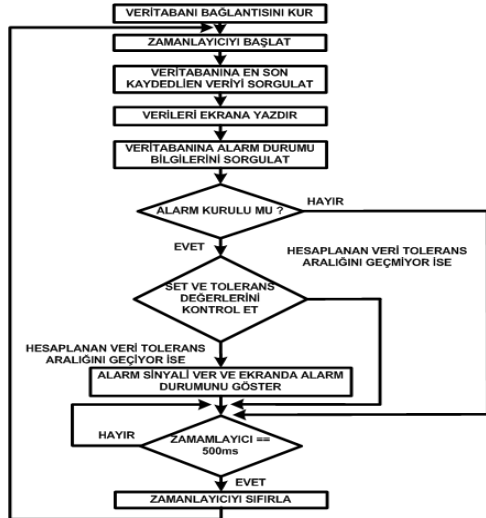 VERİTABANI BAĞLANTISINI KUR
ZAMANLAYICIYI BAŞLAT
VERİTABANINA EN SON
KAYDEDLİEN VERİYİ SORGULAT
VERİLERİ EKRANA YAZDIR
VERİTABANINA ALARM DURUMU
BİLGİLERİNİ SORGULAT
ALARM KURULU MU ?
HAYIR
EVET
HESAPLANAN VERİ TOLERANS
ARALIĞINI GEÇMİYOR İSE
SET VE TOLERANS
DEĞERLERİNİ
KONTROL ET
HESAPLANAN VERİ TOLERANS
ARALIĞINI GEÇİYOR İSE
ALARM SİNYALİ VER VE EKRANDA ALARM
DURUMUNU GÖSTER
HAYIR
ZAMAMLAYICI ==
500ms
EVET
ZAMANLAYICIYI SIFIRLA